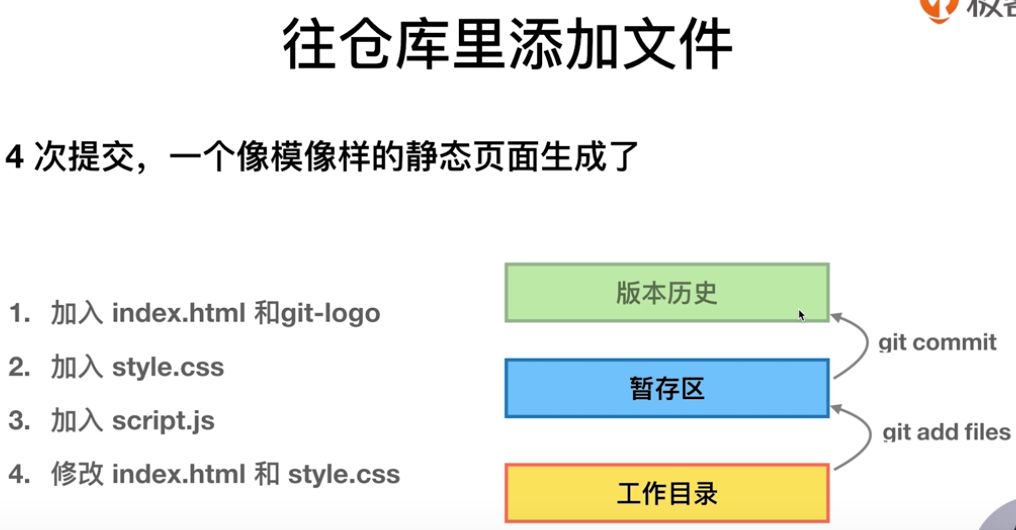 往仓库里添加文件
4 次提交，一个像模像样的静态页面生成了
1. 加入 index.html 和git-logo
2. 加入 style.css
3. 加入 script.js
4. 修改 index.html 和 style.css
版本历史
git commit
暂存区
git add files
工作目录